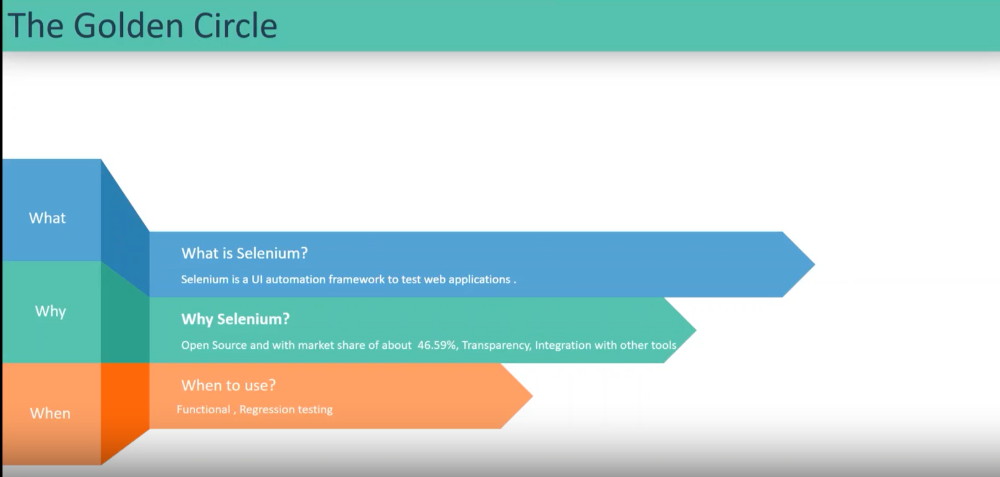 The Golden Circle
What
What is Selenium?
Selenium is a UI automation framework to test web applications .
Why
Why Selenium?
Open Source and with market share of about  46.59%, Transparency, Integration with other tools
When
When to use?
Functional , Regression testing